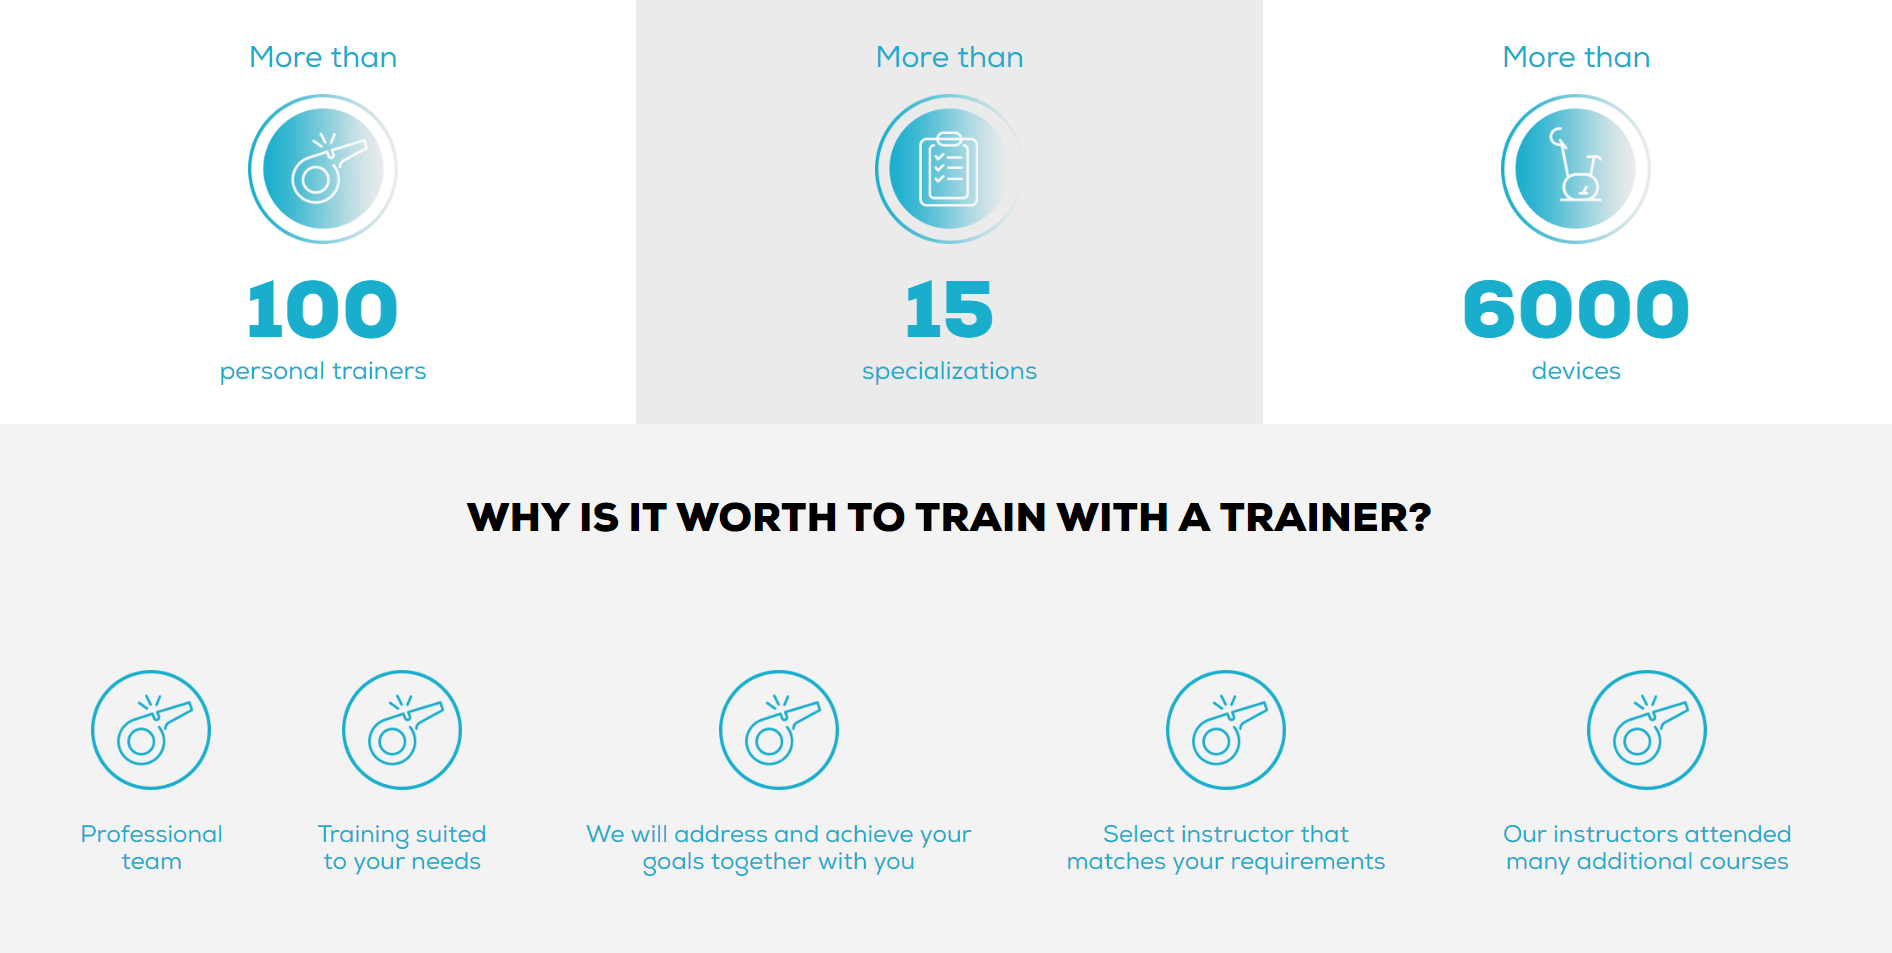 More than
100
personal trainers
More than
15
specializations
More than
6000
devices
WHY IS IT WORTH TO TRAIN WITH A TRAINER?
Professional
team
Training suited
to your needs
We will address and achieve your
goals together with you
Select instructor that
matches your requirements
Our instructors attended
many additional courses